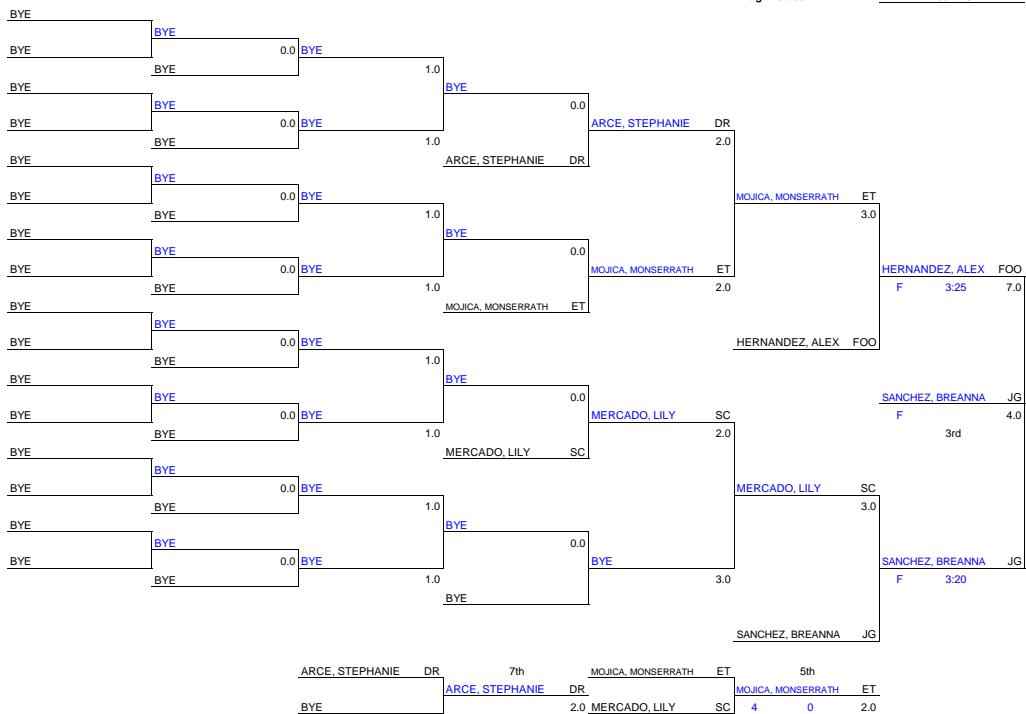 BYE
BYE
BYE 0.0 BYE
BYE
1.0
BYE
BYE
0.0
BYE
BYE 0.0 BYE ARCE, STEPHANIE DR
BYE
1.0
2.0
ARCE, STEPHANIE DR
BYE
BYE
BYE 0.0 BYE MOJICA, MONSERRATH ET
BYE
1.0
3.0
BYE
BYE
0.0
BYE
BYE 0.0 BYE MOJICA, MONSERRATH ET HERNANDEZ, ALEX FOO
BYE
1.0
2.0
F 3:25 7.0
BYE
MOJICA, MONSERRATH ET
BYE
BYE 0.0 BYE HERNANDEZ, ALEX FOO
BYE
1.0
BYE
BYE
0.0
BYE
SANCHEZ, BREANNA JG
BYE 0.0 BYE MERCADO, LILY SC
F 4.0
BYE
1.0
2.0
3rd
BYE
MERCADO, LILY SC
BYE
BYE 0.0 BYE MERCADO, LILY SC
BYE
1.0
3.0
BYE
BYE
0.0
BYE
BYE 0.0 BYE BYE SANCHEZ, BREANNA JG
BYE
1.0
3.0
F 3:20
BYE
SANCHEZ, BREANNA JG
ARCE, STEPHANIE DR 7th MOJICA, MONSERRATH ET 5th
ARCE, STEPHANIE DR MOJICA, MONSERRATH ET
BYE 2.0 MERCADO, LILY SC 4 0 2.0